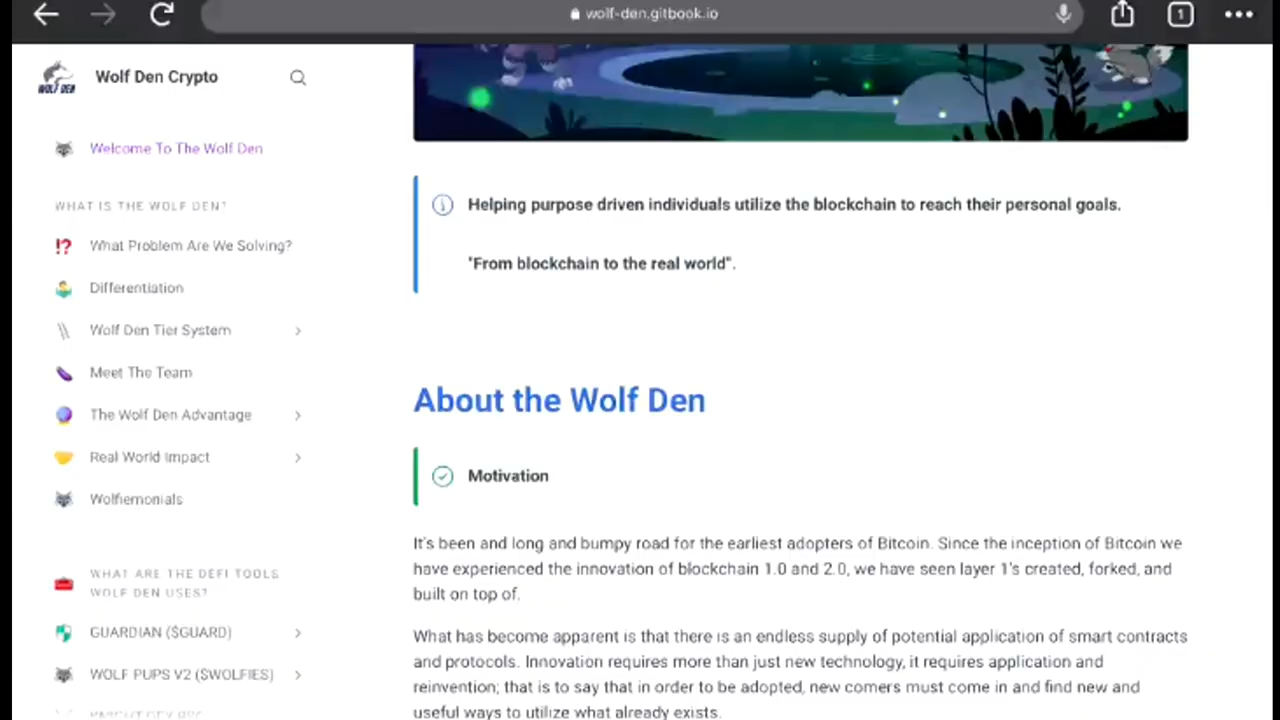 wolf-den.gitbook.io
1
WOLF DEN
Wolf Den Crypto
Welcome To The Wolf Den
WHAT IS THE WOLF DEN?
What Problem Are We Solving?
Differentiation
Wolf Den Tier System
Meet The Team
The Wolf Den Advantage
Real World Impact
Wolfiemonials
WHAT ARE THE DEFI TOOLS
WOLF DEN USES?
GUARDIAN ($GUARD)
WOLF PUPS V2 ($WOLFIES)
Helping purpose driven individuals utilize the blockchain to reach their personal goals.
"From blockchain to the real world".
About the Wolf Den
Motivation
It's been and long and bumpy road for the earliest adopters of Bitcoin. Since the inception of Bitcoin we
have experienced the innovation of blockchain 1.0 and 2.0, we have seen layer 1's created, forked, and
built on top of.
What has become apparent is that there is an endless supply of potential application of smart contracts
and protocols. Innovation requires more than just new technology, it requires application and
reinvention; that is to say that in order to be adopted, new comers must come in and find new and
useful ways to utilize what already exists.